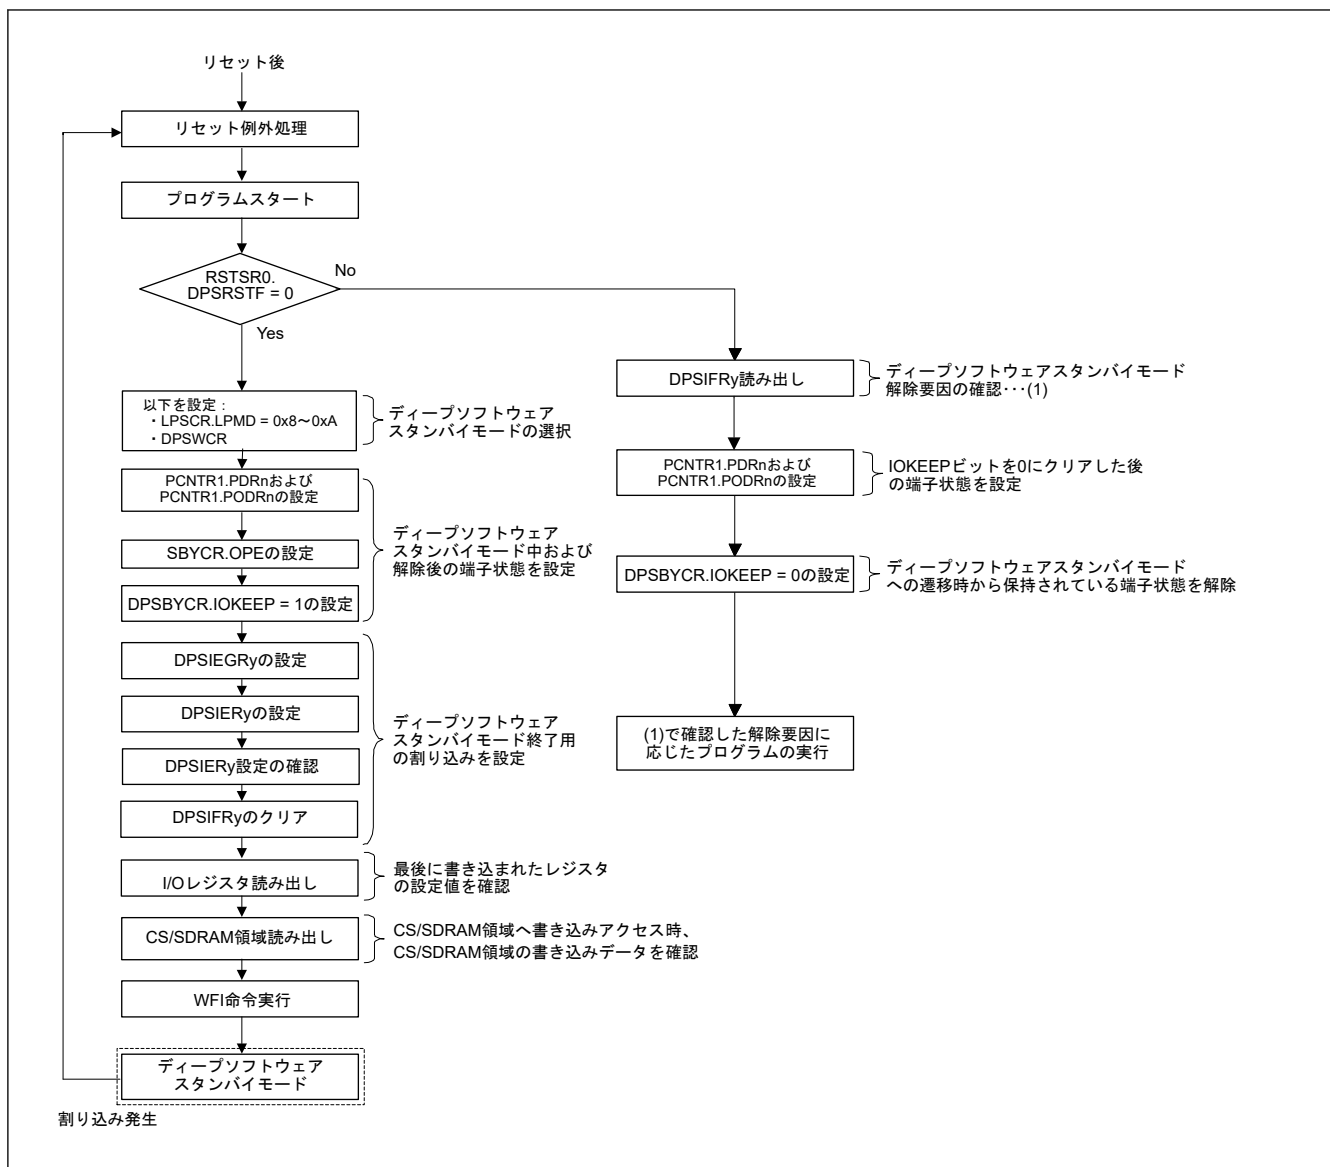 リセット後
リセット例外処理
プログラムスタート
RSTSR0.
DPSRSTF = 0
No
Yes
以下を設定：
・LPSCR.LPMD = 0x8～0xA
・DPSWCR
ディープソフトウェア
スタンバイモードの選択
PCNTR1.PDRnおよび
PCNTR1.PODRnの設定
SBYCR.OPEの設定
DPSBYCR.IOKEEP = 1の設定
ディープソフトウェア
スタンバイモード中および
解除後の端子状態を設定
DPSIEGRyの設定
DPSIERyの設定
DPSIERy設定の確認
DPSIFRyのクリア
ディープソフトウェア
スタンバイモード終了用
の割り込みを設定
I/Oレジスタ読み出し
最後に書き込まれたレジスタ
の設定値を確認
CS/SDRAM領域読み出し
CS/SDRAM領域へ書き込みアクセス時、
CS/SDRAM領域の書き込みデータを確認
WFI命令実行
ディープソフトウェア
スタンバイモード
割り込み発生
DPSIFRy読み出し
ディープソフトウェアスタンバイモード
解除要因の確認･･･(1)
PCNTR1.PDRnおよび
PCNTR1.PODRnの設定
IOKEEPビットを0にクリアした後
の端子状態を設定
DPSBYCR.IOKEEP = 0の設定
ディープソフトウェアスタンバイモード
への遷移時から保持されている端子状態を解除
(1)で確認した解除要因に
応じたプログラムの実行